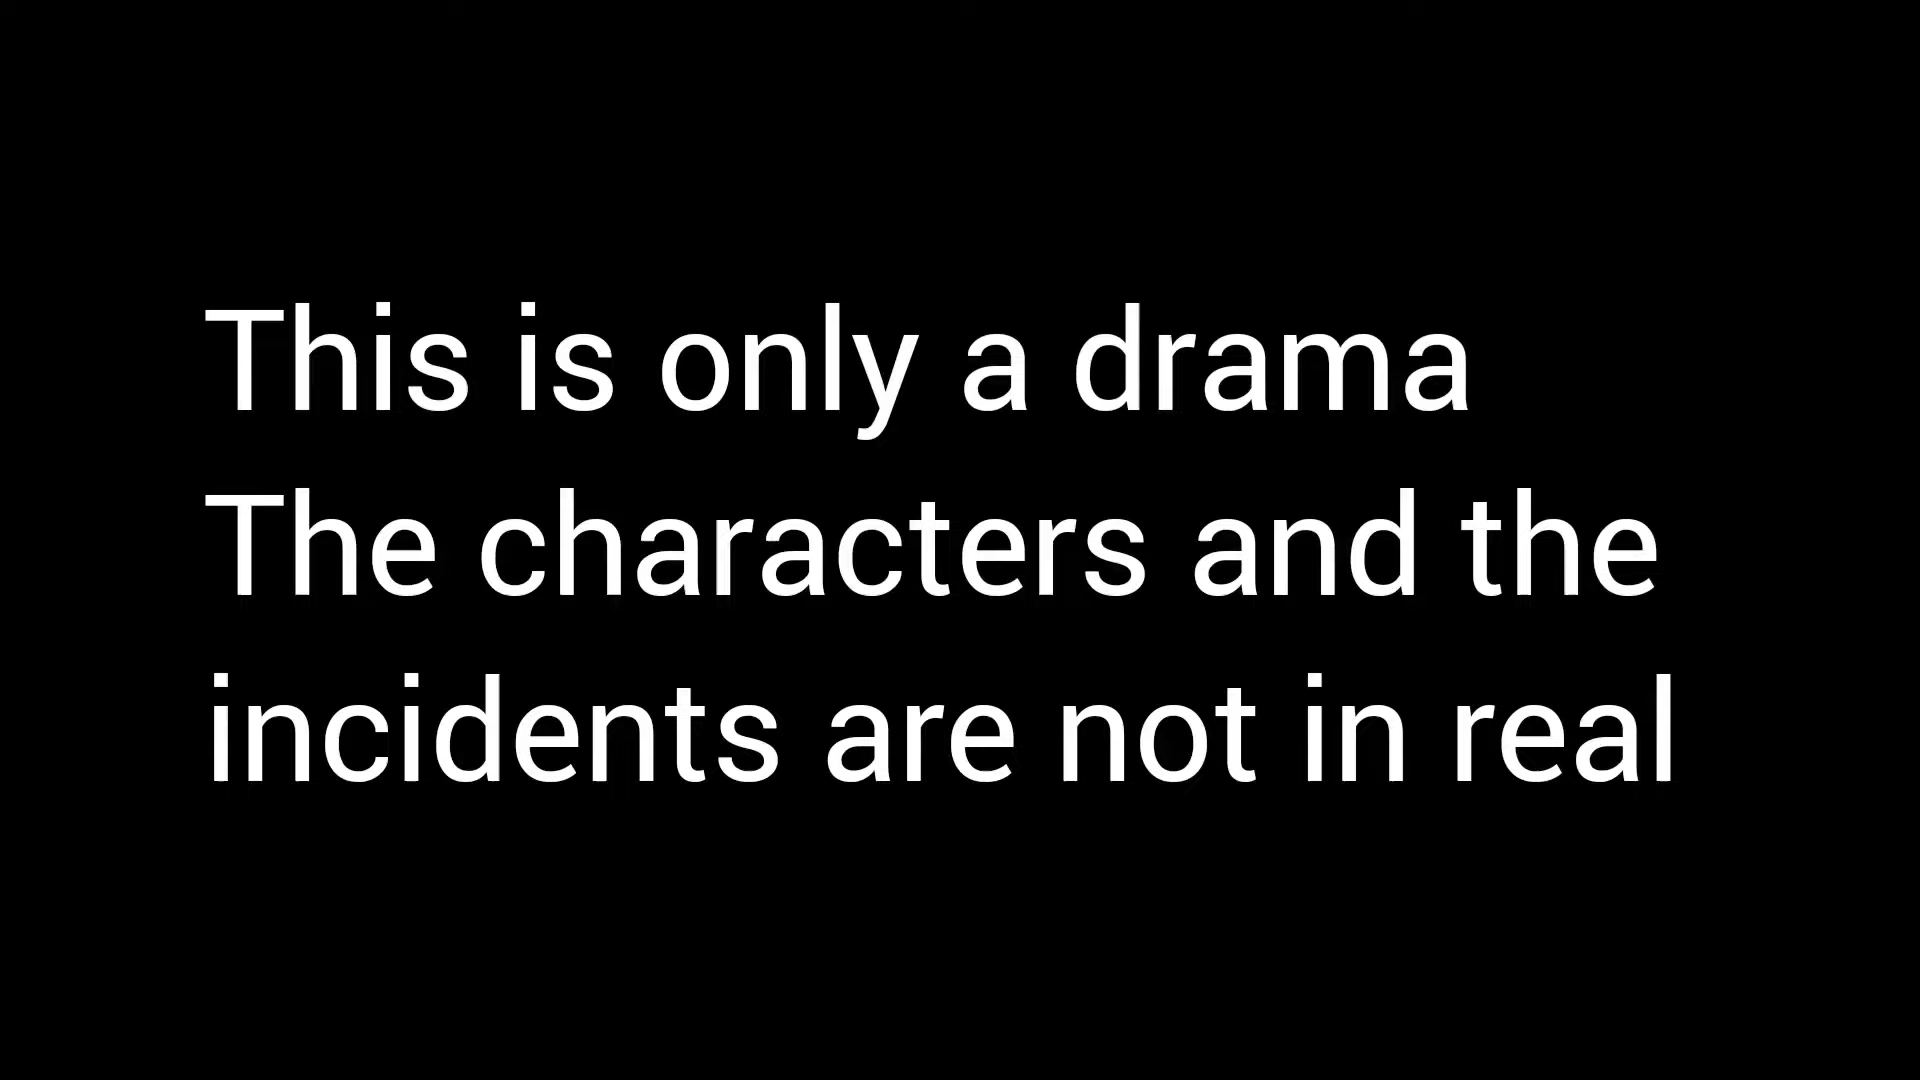 This is only a drama
The characters and the
incidents are not in real